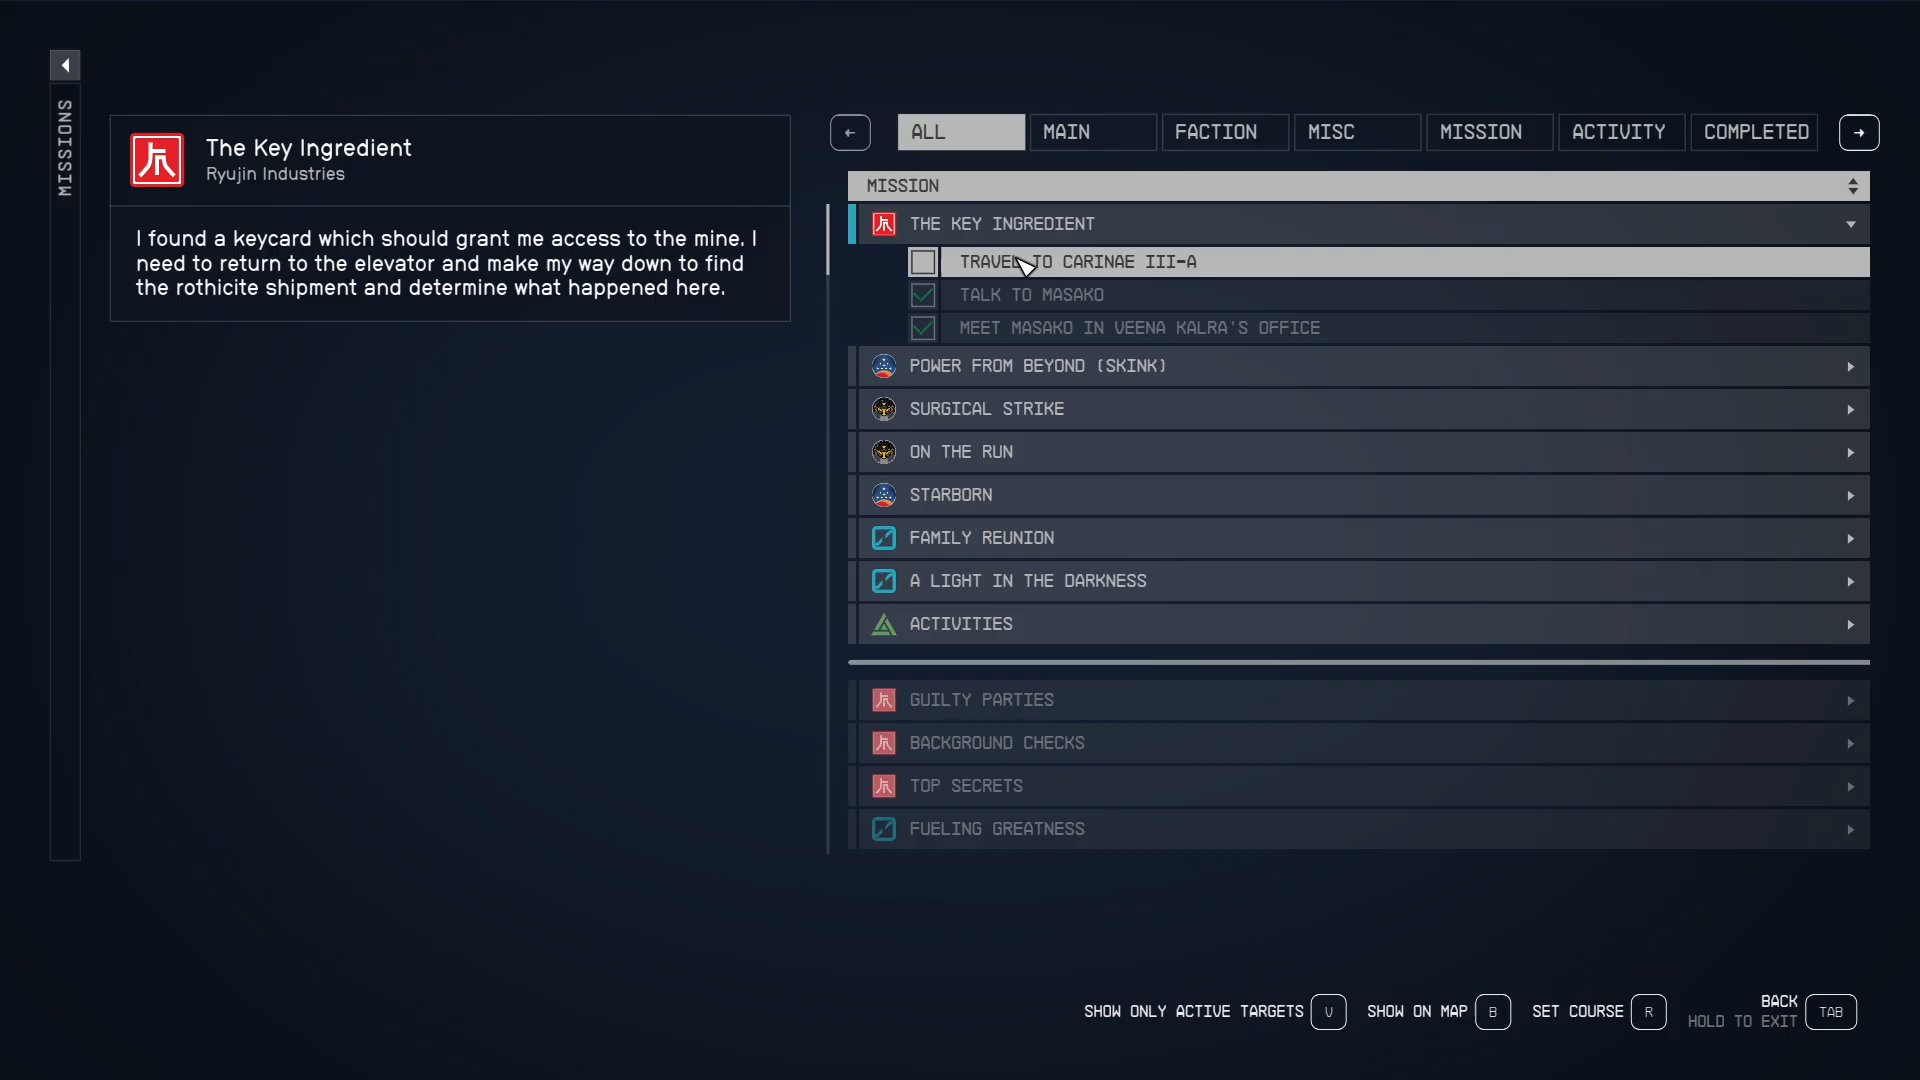 MISSIONS
The Key Ingredient
Ryujin Industries
I found a keycard which should grant me access to the mine. I
need to return to the elevator and make my way down to find
the rothicite shipment and determine what happened here.
ALL MAIN FACTION MISC MISSION ACTIVITY COMPLETED
MISSION
THE KEY INGREDIENT
TRAVEL TO CARINAE III-A
TALK TO MASAKO
MEET MASAKO IN VEENA KALRA'S OFFICE
POWER FROM BEYOND (SKINK)
SURGICAL STRIKE
ON THE RUN
STARBORN
FAMILY REUNION
A LIGHT IN THE DARKNESS
ACTIVITIES
GUILTY PARTIES
BACKGROUND CHECKS
TOP SECRETS
FUELING GREATNESS
SHOW ONLY ACTIVE TARGETS V SHOW ON MAP B SET COURSE R BACK TAB
HOLD TO EXIT